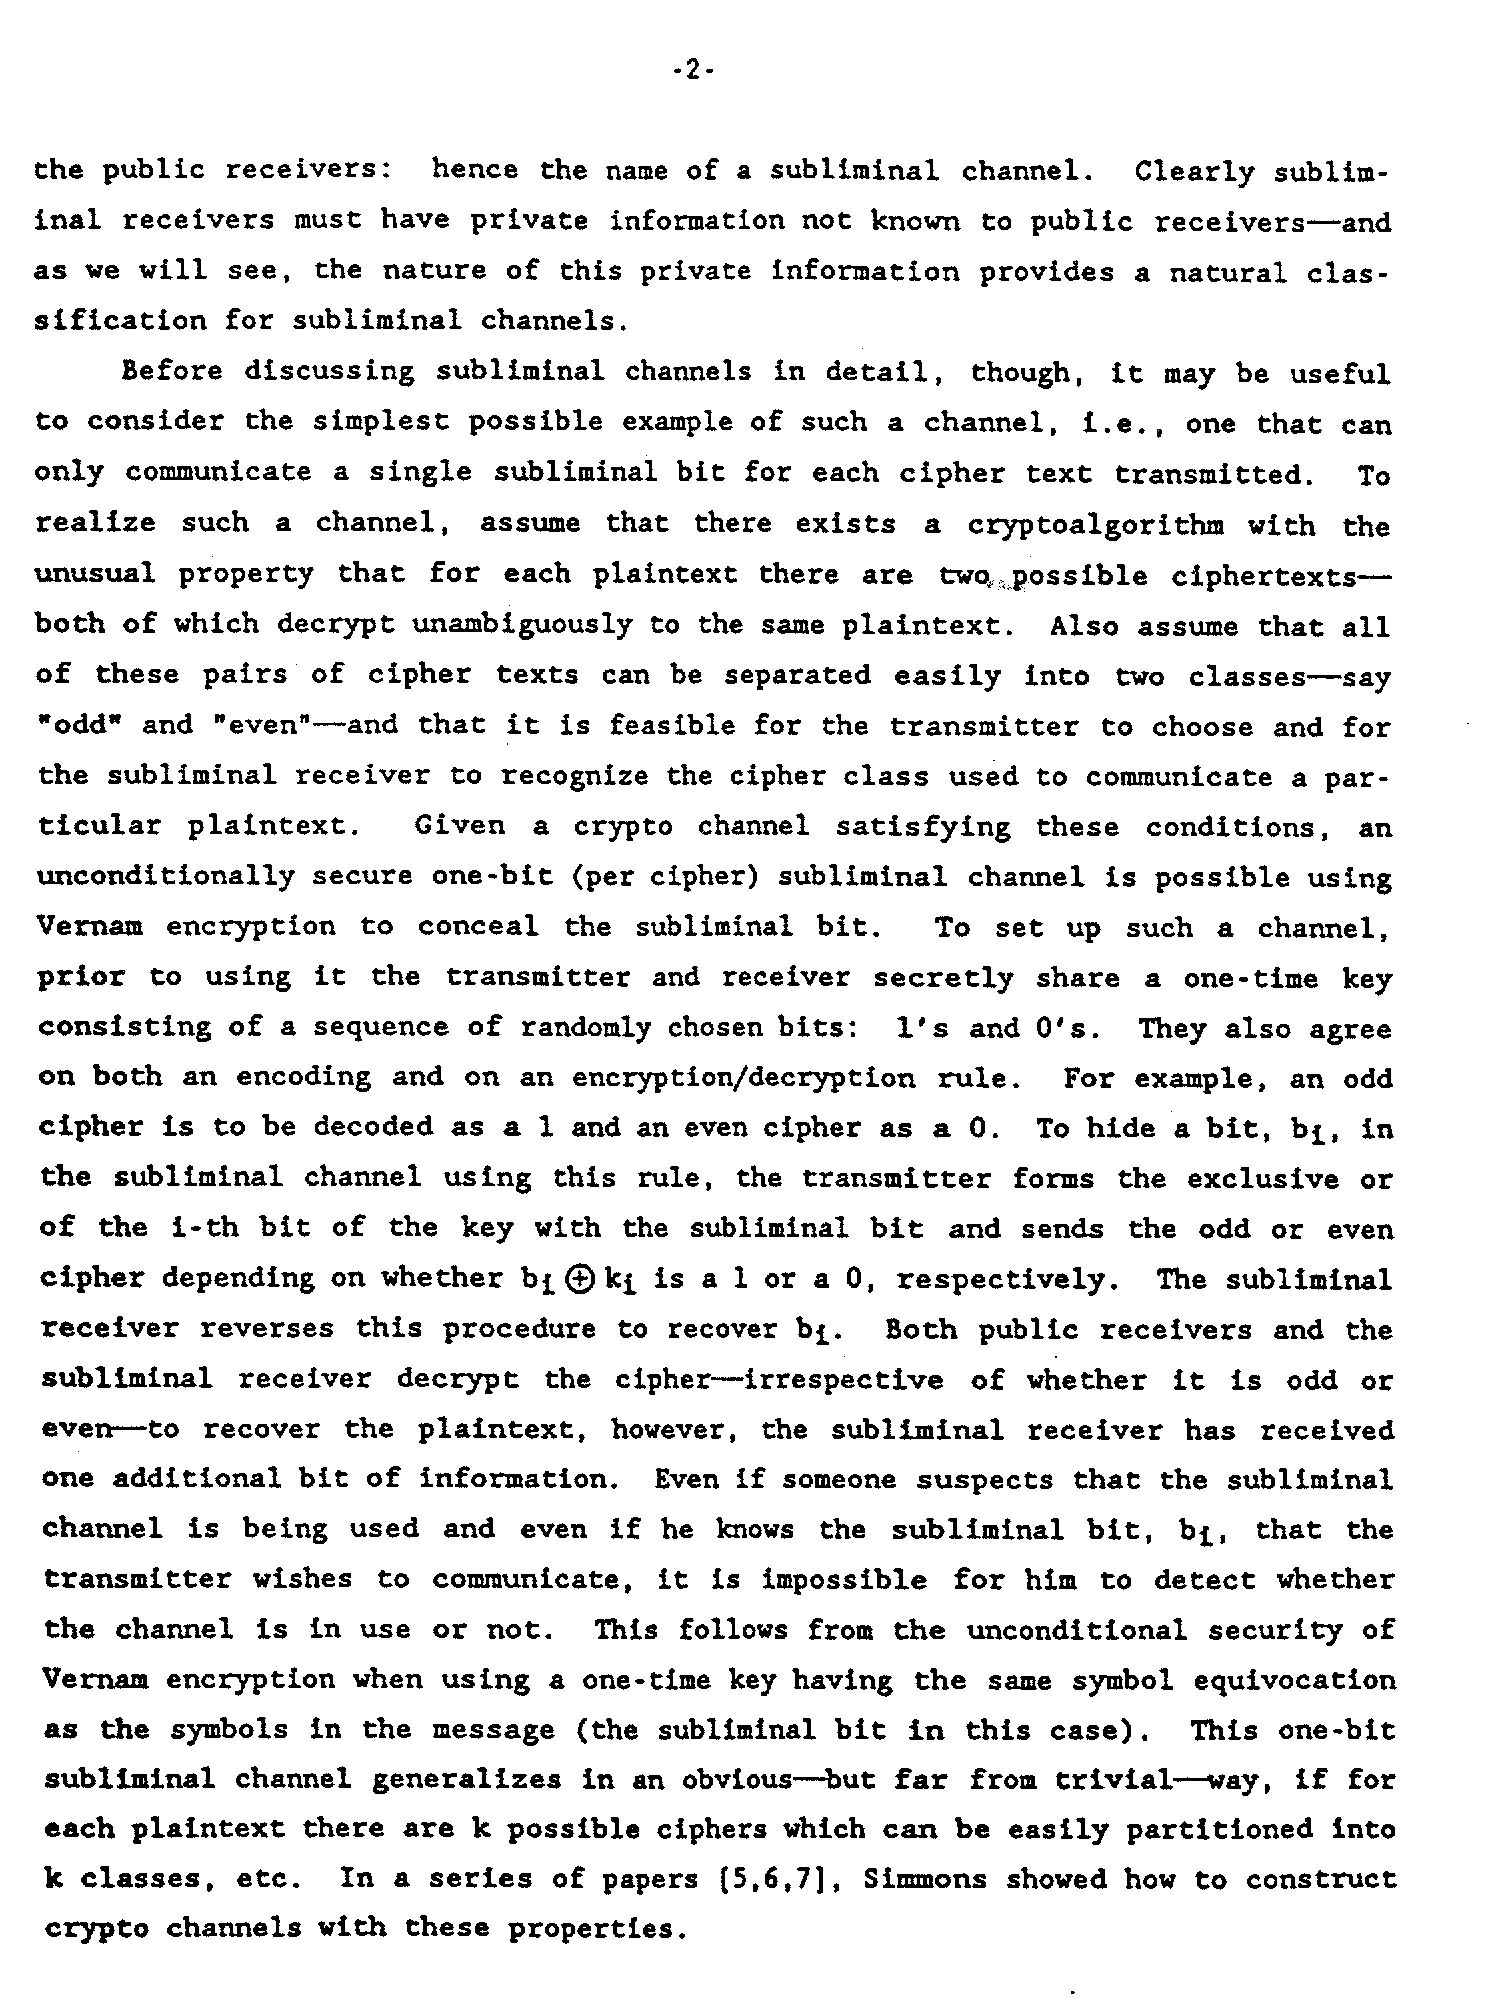 -2-
the public receivers: hence the name of a subliminal channel. Clearly sublim-
inal receivers must have private information not known to public receivers—and
as we will see, the nature of this private information provides a natural clas-
sification for subliminal channels.
Before discussing subliminal channels in detail, though, it may be useful
to consider the simplest possible example of such a channel, i.e., one that can
only communicate a single subliminal bit for each cipher text transmitted. To
realize such a channel, assume that there exists a cryptoalgorithm with the
unusual property that for each plaintext there are two possible ciphertexts—
both of which decrypt unambiguously to the same plaintext. Also assume that all
of these pairs of cipher texts can be separated easily into two classes—say
"odd" and "even"—and that it is feasible for the transmitter to choose and for
the subliminal receiver to recognize the cipher class used to communicate a par-
ticular plaintext. Given a crypto channel satisfying these conditions, an
unconditionally secure one-bit (per cipher) subliminal channel is possible using
Vernam encryption to conceal the subliminal bit. To set up such a channel,
prior to using it the transmitter and receiver secretly share a one-time key
consisting of a sequence of randomly chosen bits: 1's and 0's. They also agree
on both an encoding and on an encryption/decryption rule. For example, an odd
cipher is to be decoded as a 1 and an even cipher as a 0. To hide a bit, bᵢ, in
the subliminal channel using this rule, the transmitter forms the exclusive or
of the i-th bit of the key with the subliminal bit and sends the odd or even
cipher depending on whether bᵢ ⊕ kᵢ is a 1 or a 0, respectively. The subliminal
receiver reverses this procedure to recover bᵢ. Both public receivers and the
subliminal receiver decrypt the cipher—irrespective of whether it is odd or
even—to recover the plaintext, however, the subliminal receiver has received
one additional bit of information. Even if someone suspects that the subliminal
channel is being used and even if he knows the subliminal bit, bᵢ, that the
transmitter wishes to communicate, it is impossible for him to detect whether
the channel is in use or not. This follows from the unconditional security of
Vernam encryption when using a one-time key having the same symbol equivocation
as the symbols in the message (the subliminal bit in this case). This one-bit
subliminal channel generalizes in an obvious—but far from trivial—way, if for
each plaintext there are k possible ciphers which can be easily partitioned into
k classes, etc. In a series of papers [5,6,7], Simmons showed how to construct
crypto channels with these properties.